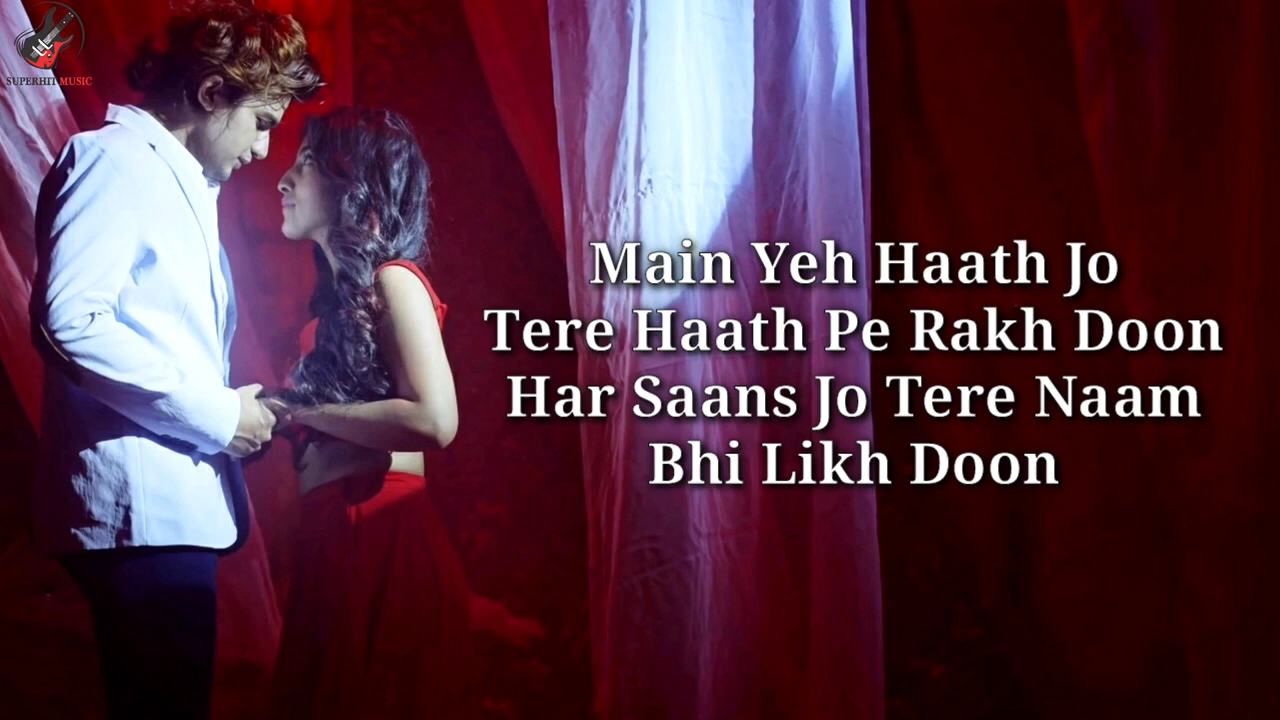 SUPERHIT MUSIC
Main Yeh Haath Jo
Tere Haath Pe Rakh Doon
Har Saans Jo Tere Naam
Bhi Likh Doon